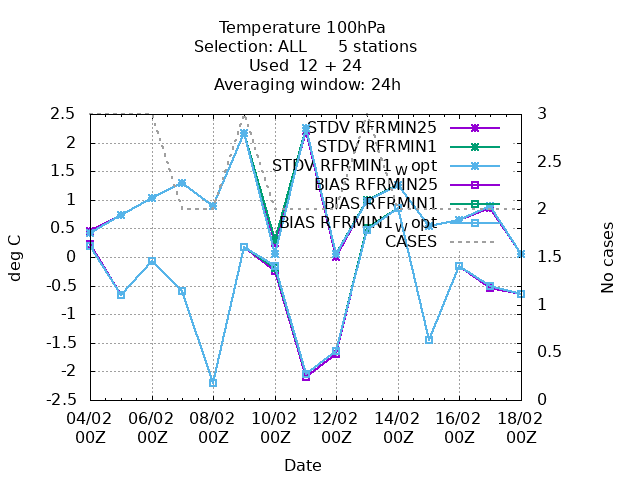 Temperature 100hPa
Selection: ALL      5 stations
Used  12 + 24
Averaging window: 24h
2.5
2
1.5
1
0.5
0
-0.5
-1
-1.5
-2
-2.5
deg C
3
2.5
2
1.5
1
0.5
0
No cases
STDV RFRMIN25
STDV RFRMIN1
STDV RFRMIN1w opt
BIAS RFRMIN25
BIAS RFRMIN1
BIAS RFRMIN1w opt
CASES
04/02 06/02 08/02 10/02 12/02 14/02 16/02 18/02
00Z 00Z 00Z 00Z 00Z 00Z 00Z 00Z
Date